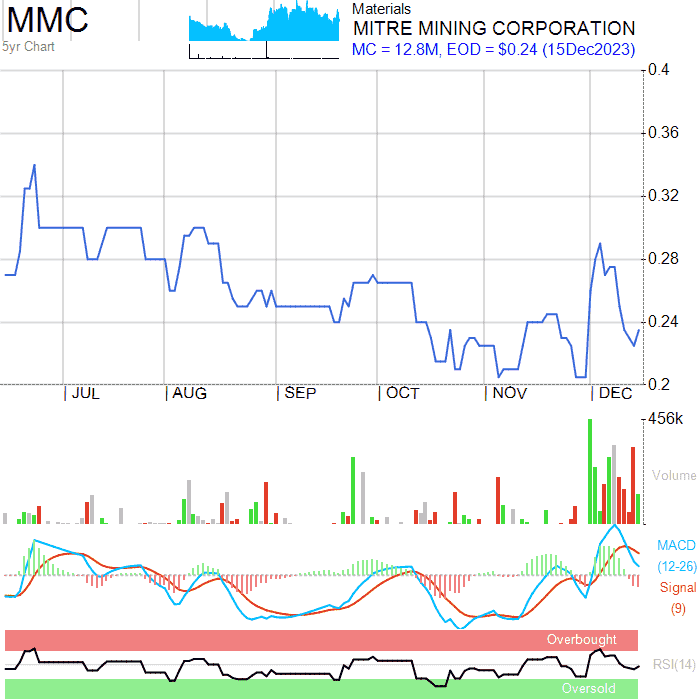 MMC
5yr Chart
Materials
MITRE MINING CORPORATION
MC = 12.8M, EOD = $0.24 (15Dec2023)
0.4
0.36
0.32
0.28
0.24
0.2
JUL
AUG
SEP
OCT
NOV
DEC
456k
Volume
MACD
(12-26)
Signal
(9)
Overbought
RSI(14)
Oversold